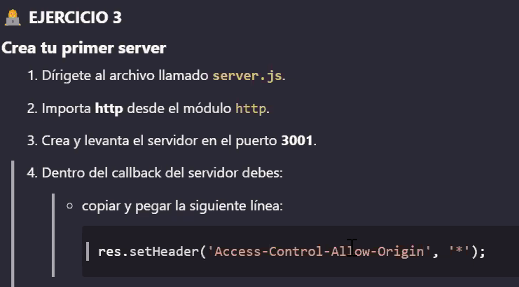 EJERCICIO 3
Crea tu primer server
1. Dírigete al archivo llamado server.js.
2. Importa http desde el módulo http.
3. Crea y levanta el servidor en el puerto 3001.
4. Dentro del callback del servidor debes:
copiar y pegar la siguiente línea:
res.setHeader('Access-Control-Allow-Origin', '*');